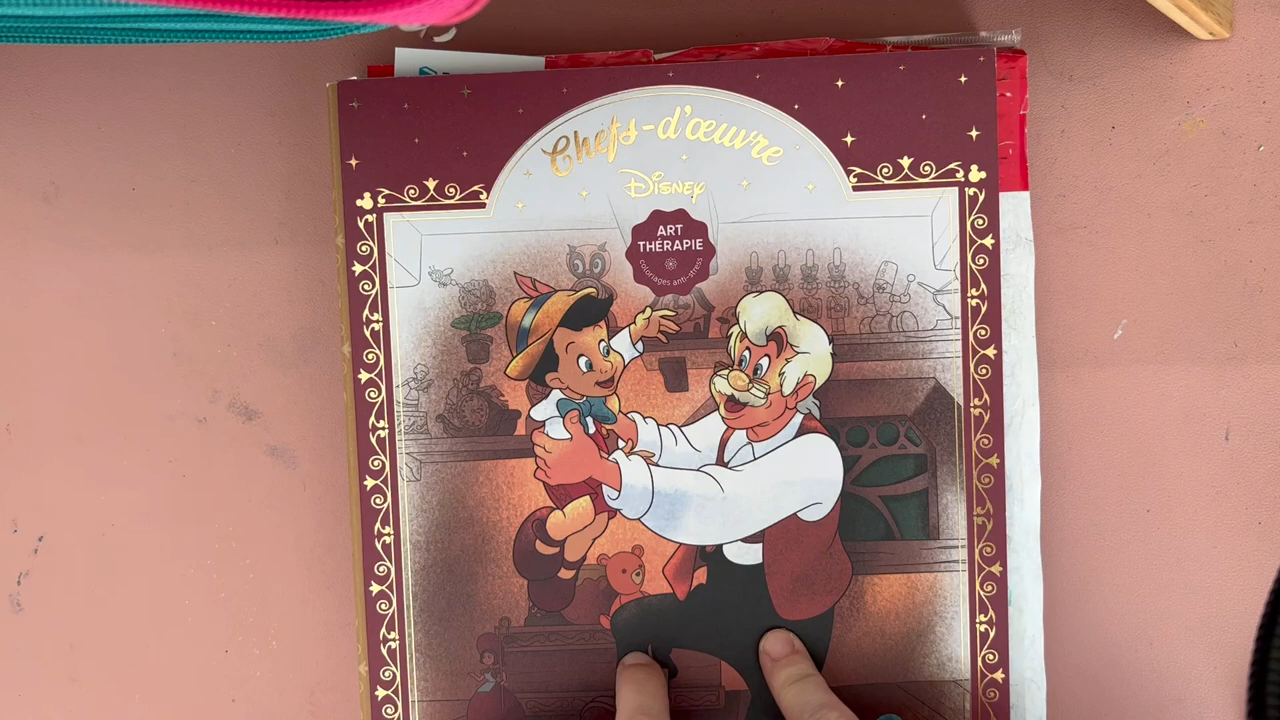 Chefs-d'œuvre
Disney
ART
THÉRAPIE
coloriages anti-stress